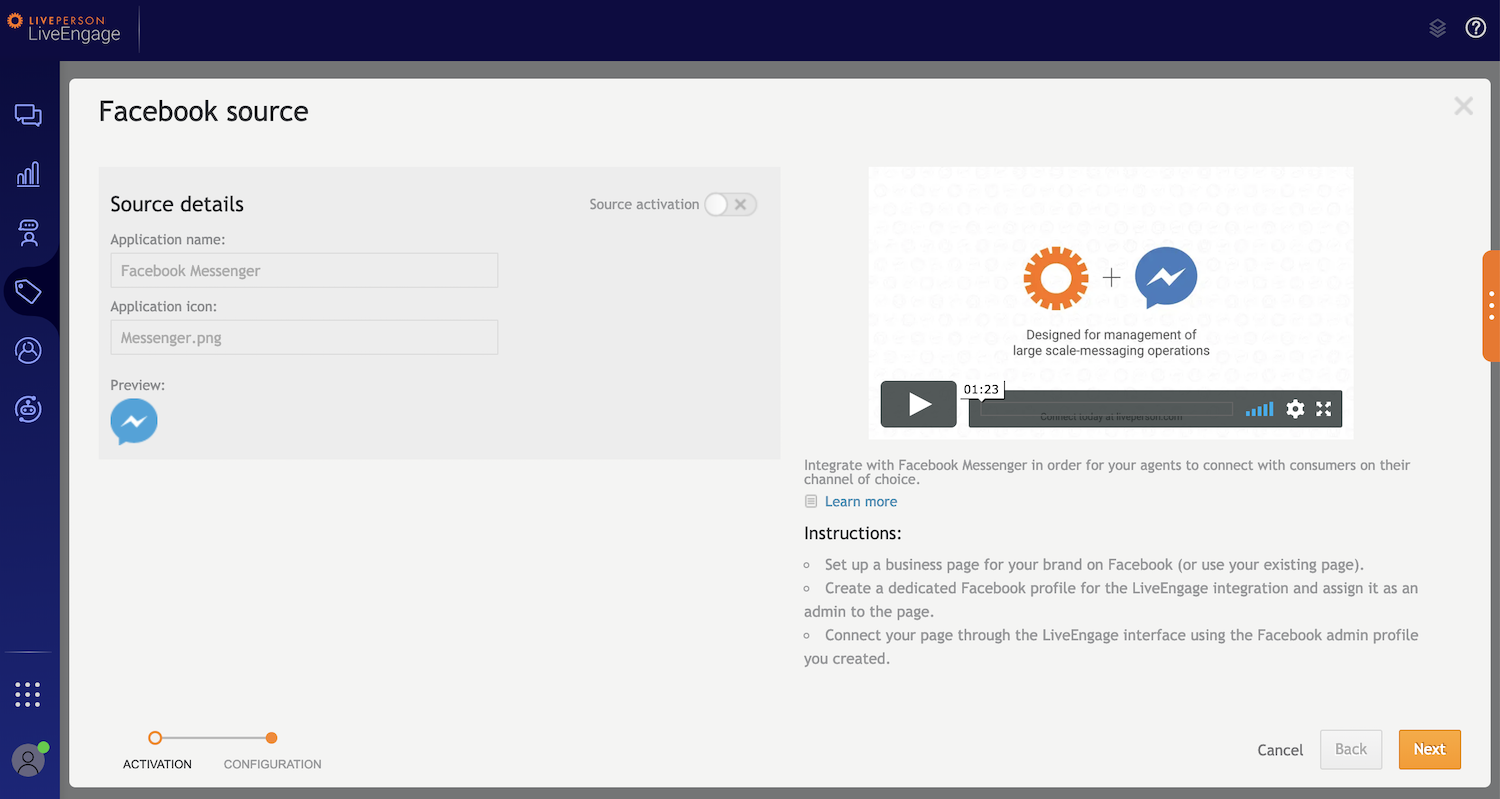 LIVEPERSON
LiveEngage
Facebook source
Source details
Source activation
Application name:
Facebook Messenger
Application icon:
Messenger.png
Preview:
Designed for management of
large scale-messaging operations
01:23
Connect today at liveperson.com
Integrate with Facebook Messenger in order for your agents to connect with consumers on their
channel of choice.
Learn more
Instructions:
Set up a business page for your brand on Facebook (or use your existing page).
Create a dedicated Facebook profile for the LiveEngage integration and assign it as an
admin to the page.
Connect your page through the LiveEngage interface using the Facebook admin profile
you created.
ACTIVATION
CONFIGURATION
Cancel
Back
Next